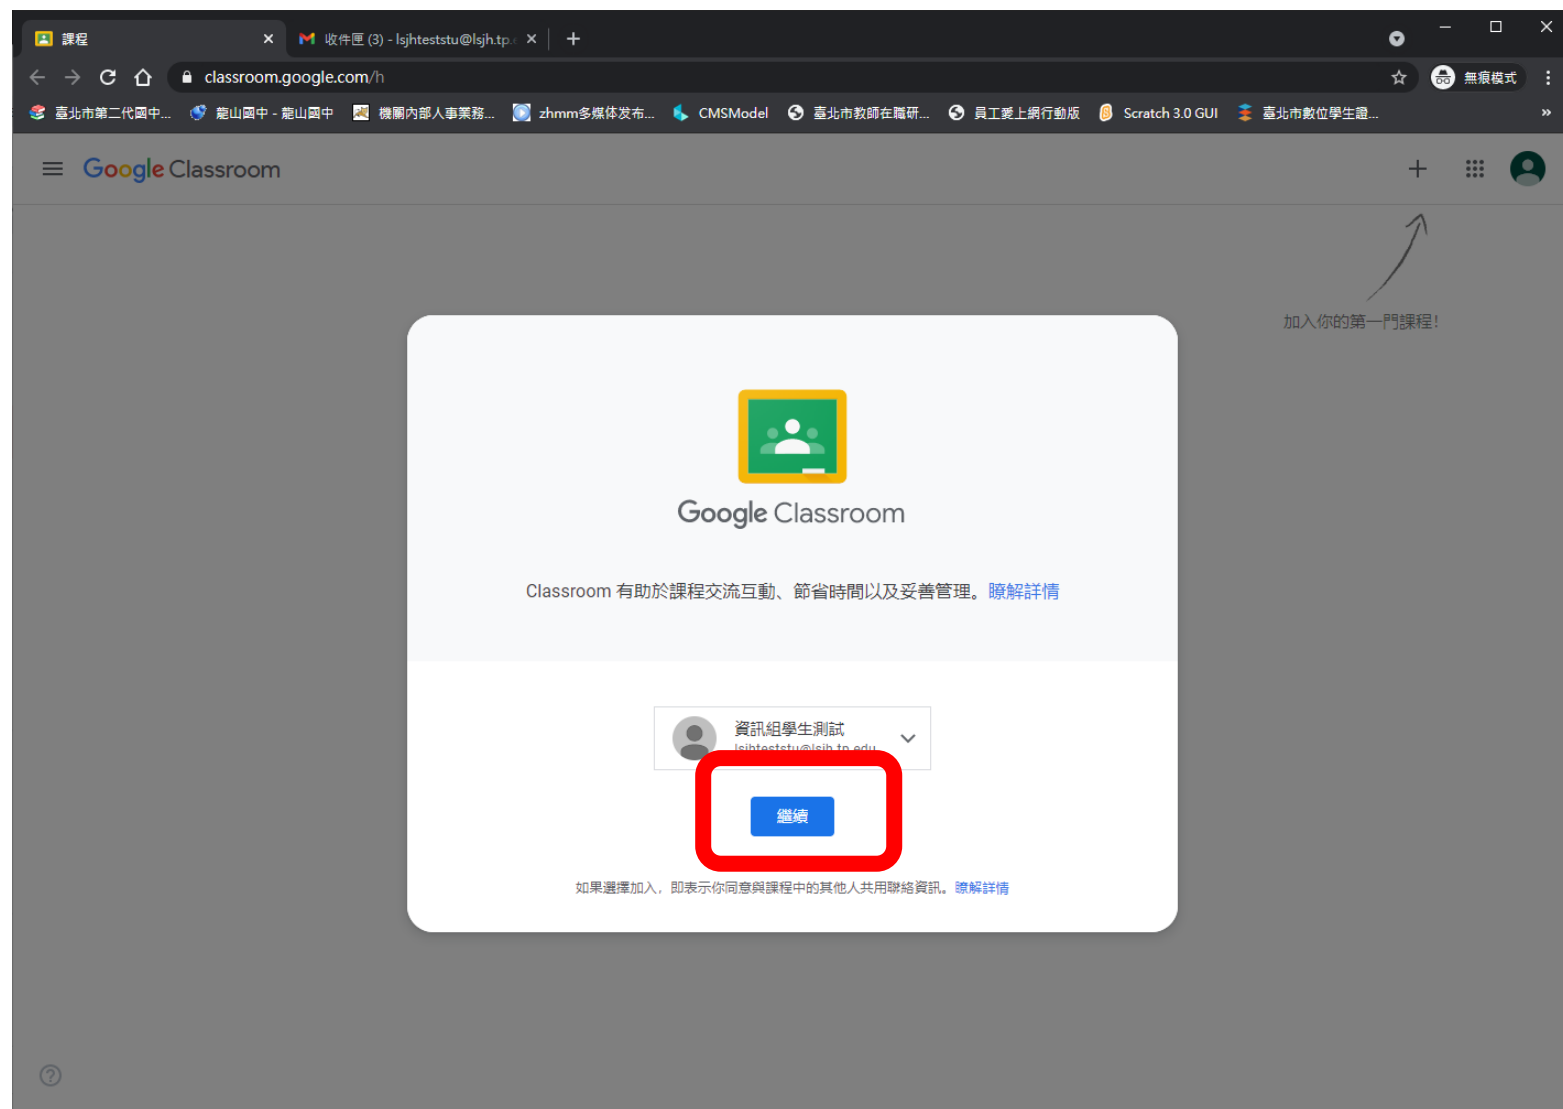 課程
收件匣 (3) - lsjhteststu@lsjh.tp.e
classroom.google.com/h
無痕模式
臺北市第二代國中...
龍山國中 - 龍山國中
機關內部人事業務...
zhmm多媒体发布...
CMSModel
臺北市教師在職研...
員工愛上網行動版
Scratch 3.0 GUI
臺北市數位學生證...
»
Google Classroom
加入你的第一門課程!
Google Classroom
Classroom 有助於課程交流互動、節省時間以及妥善管理。瞭解詳情
資訊組學生測試
lsjhteststu@lsjh.tp.edu
繼續
如果選擇加入，即表示你同意與課程中的其他人共用聯絡資訊。瞭解詳情